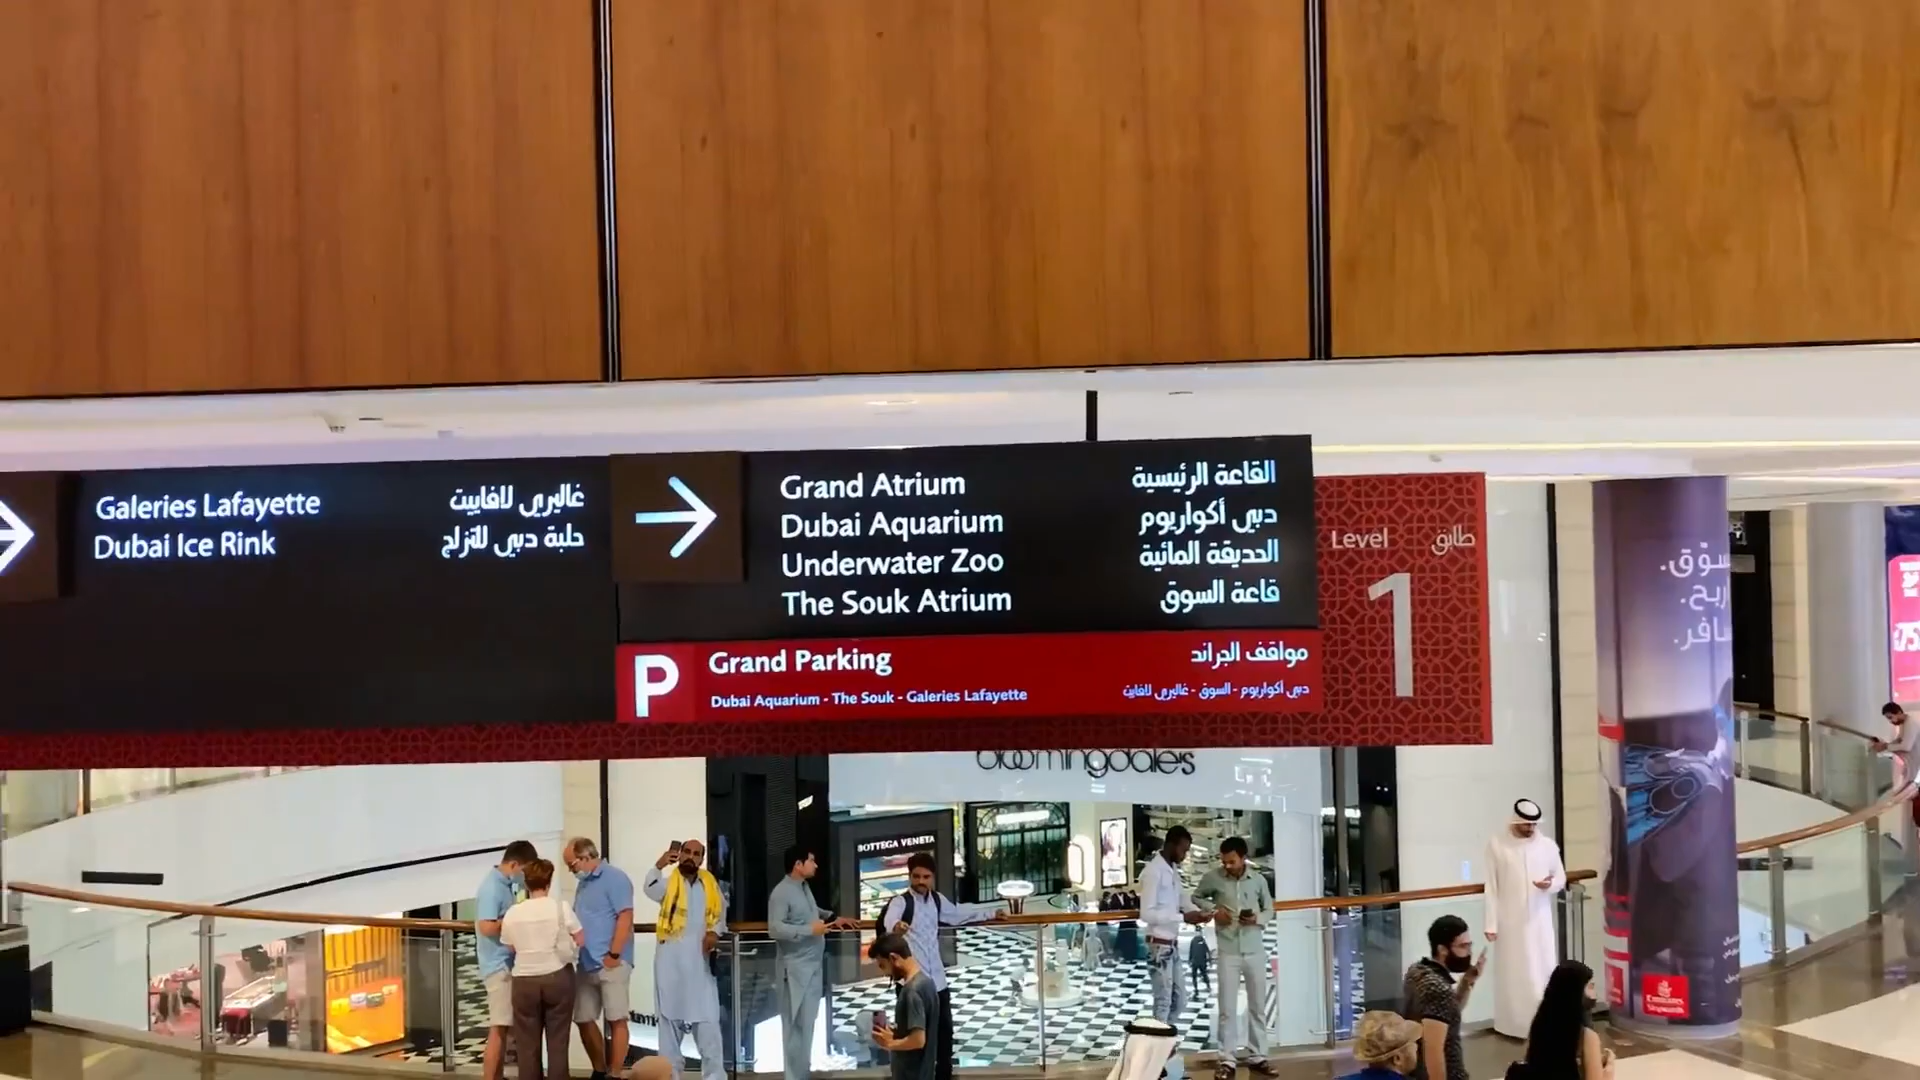 Galeries Lafayette غاليري لافاييت
Dubai Ice Rink حلبة دبي للتزلج
Grand Atrium القاعة الرئيسية
Dubai Aquarium دبي أكواريوم
Underwater Zoo الحديقة المائية
The Souk Atrium قاعة السوق
P Grand Parking مواقف الجراند
Dubai Aquarium - The Souk - Galeries Lafayette دبي أكواريوم - السوق - غاليري لافاييت
Level طابق
1
bloomingdale's
BOTTEGA VENETA
Emirates
Skywards